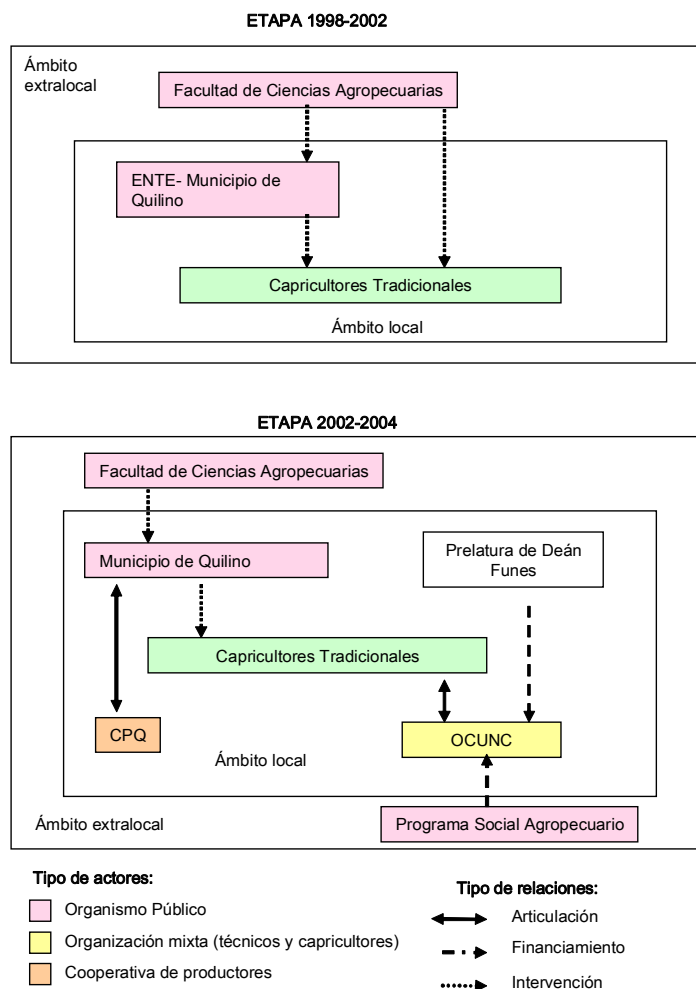 ETAPA 1998-2002
Ámbito
extralocal
Facultad de Ciencias Agropecuarias
ENTE- Municipio de
Quilino
Capricultores Tradicionales
Ámbito local
ETAPA 2002-2004
Facultad de Ciencias Agropecuarias
Municipio de Quilino
Prelatura de Deán
Funes
Capricultores Tradicionales
CPQ
OCUNC
Ámbito local
Ámbito extralocal
Programa Social Agropecuario
Tipo de actores:
Organismo Público
Organización mixta (técnicos y capricultores)
Cooperativa de productores
Tipo de relaciones:
Articulación
Financiamiento
Intervención